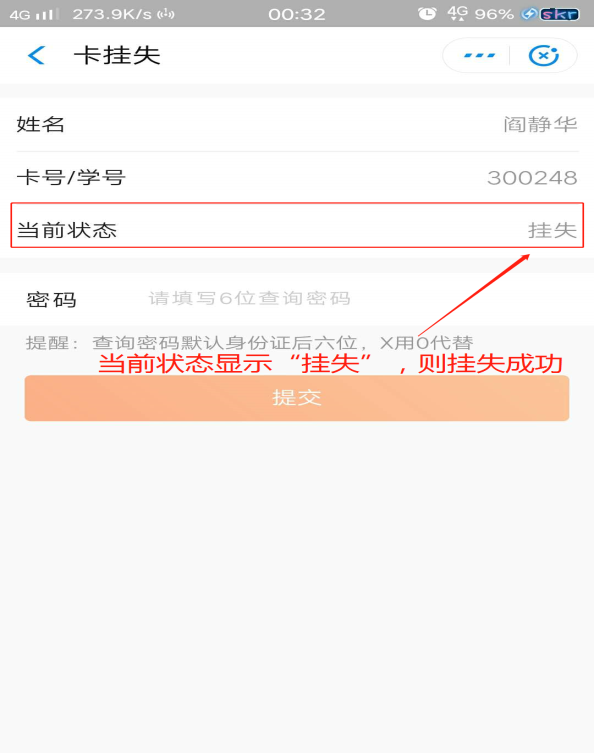 4G 273.9K/s 00:32 4G 96% skr
卡挂失
姓名 阎静华
卡号/学号 300248
当前状态 挂失
密码 请填写6位查询密码
提醒：查询密码默认身份证后六位，X用0代替
当前状态显示“挂失”，则挂失成功
提交